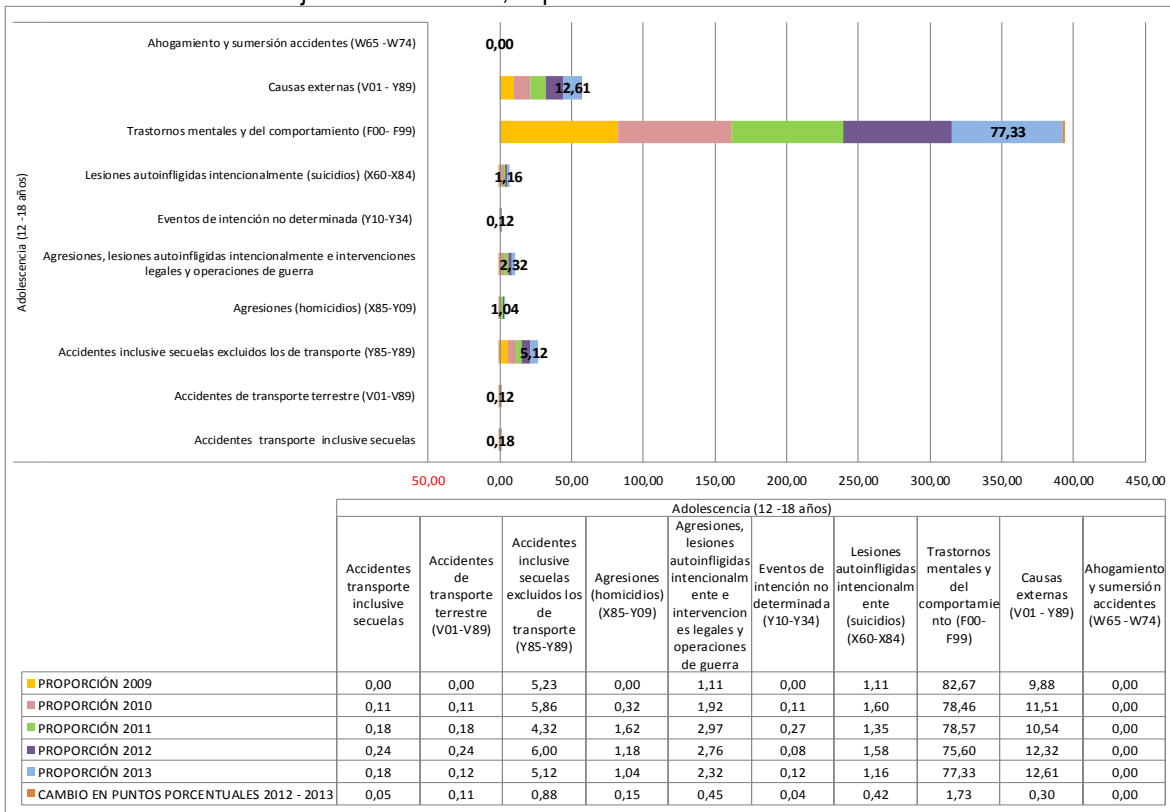 Ahogamiento y sumersión accidentes (W65 -W74)
0,00
Causas externas (V01 - Y89)
12,61
Trastornos mentales y del comportamiento (F00- F99)
77,33
Lesiones autoinfligidas intencionalmente (suicidios) (X60-X84)
1,16
Eventos de intención no determinada (Y10-Y34)
0,12
Agresiones, lesiones autoinfligidas intencionalmente e intervenciones
legales y operaciones de guerra
2,32
Agresiones (homicidios) (X85-Y09)
1,04
Accidentes inclusive secuelas excluidos los de transporte (Y85-Y89)
5,12
Accidentes de transporte terrestre (V01-V89)
0,12
Accidentes transporte inclusive secuelas
0,18
Adolescencia (12 -18 años)
50,00 0,00 50,00 100,00 150,00 200,00 250,00 300,00 350,00 400,00 450,00
Adolescencia (12 -18 años)
Accidentes
transporte
inclusive
secuelas
Accidentes
de
transporte
terrestre
(V01-V89)
Accidentes
inclusive
secuelas
excluidos los
de
transporte
(Y85-Y89)
Agresiones
(homicidios)
(X85-Y09)
Agresiones,
lesiones
autoinfligidas
intencionalm
ente e
intervencion
es legales y
operaciones
de guerra
Eventos de
intención no
determinada
(Y10-Y34)
Lesiones
autoinfligidas
intencionalm
ente
(suicidios)
(X60-X84)
Trastornos
mentales y
del
comportamie
nto (F00-
F99)
Causas
externas
(V01 - Y89)
Ahogamiento
y sumersión
accidentes
(W65 -W74)
PROPORCIÓN 2009 0,00 0,00 5,23 0,00 1,11 0,00 1,11 82,67 9,88 0,00
PROPORCIÓN 2010 0,11 0,11 5,86 0,32 1,92 0,11 1,60 78,46 11,51 0,00
PROPORCIÓN 2011 0,18 0,18 4,32 1,62 2,97 0,27 1,35 78,57 10,54 0,00
PROPORCIÓN 2012 0,24 0,24 6,00 1,18 2,76 0,08 1,58 75,60 12,32 0,00
PROPORCIÓN 2013 0,18 0,12 5,12 1,04 2,32 0,12 1,16 77,33 12,61 0,00
CAMBIO EN PUNTOS PORCENTUALES 2012 - 2013 0,05 0,11 0,88 0,15 0,45 0,04 0,42 1,73 0,30 0,00